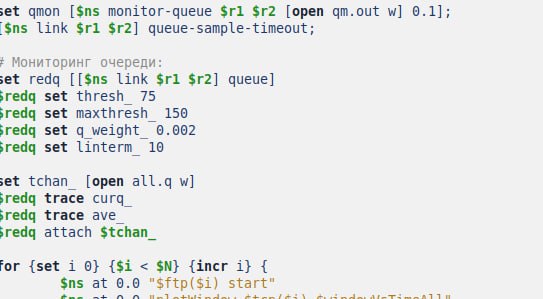 set qmon [$ns monitor-queue $r1 $r2 [open qm.out w] 0.1];
[$ns link $r1 $r2] queue-sample-timeout;
# Мониторинг очереди:
set redq [[$ns link $r1 $r2] queue]
$redq set thresh_ 75
$redq set maxthresh_ 150
$redq set q_weight_ 0.002
$redq set linterm_ 10
set tchan_ [open all.q w]
$redq trace curq_
$redq trace ave_
$redq attach $tchan_
for {set i 0} {$i < $N} {incr i} {
$ns at 0.0 "$ftp($i) start"
$ns at 0.0 "plotWindow $tcp($i) $windowVsTimeAll"